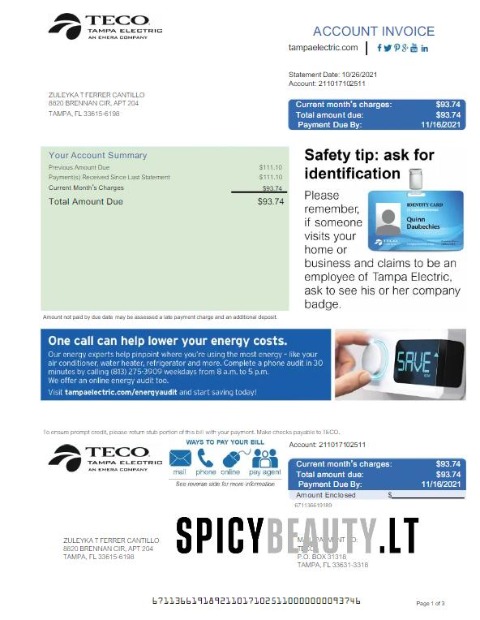 TECO
TAMPA ELECTRIC
AN EMERA COMPANY
ACCOUNT INVOICE
tampaelectric.com
Statement Date: 10/26/2021
Account: 211017102511
ZULEYKA T FERRER CANTILLO
8820 BRENNAN CIR, APT 204
TAMPA, FL 33615-6198
Current month's charges: $93.74
Total amount due: $93.74
Payment Due By: 11/16/2021
Your Account Summary
Previous Amount Due $111.10
Payment(s) Received Since Last Statement $111.10
Current Month's Charges $93.74
Total Amount Due $93.74
Safety tip: ask for
identification
Please
remember,
if someone
visits your
home or
business and claims to be an
employee of Tampa Electric,
ask to see his or her company
badge.
IDENTITY CARD
Quinn
Daubechies
TECO
Amount not paid by due date may be assessed a late payment charge and an additional deposit.
One call can help lower your energy costs.
Our energy experts help pinpoint where you're using the most energy – like your
air conditioner, water heater, refrigerator and more. Complete a phone audit in 30
minutes by calling (813) 275-3909 weekdays from 8 a.m. to 5 p.m.
We offer an online energy audit too.
Visit tampaelectric.com/energyaudit and start saving today!
SAVE
To ensure prompt credit, please return stub portion of this bill with your payment. Make checks payable to TECO.
TECO
TAMPA ELECTRIC
AN EMERA COMPANY
WAYS TO PAY YOUR BILL
mail phone online pay agent
See reverse side for more information
Account: 211017102511
Current month's charges: $93.74
Total amount due: $93.74
Payment Due By: 11/16/2021
Amount Enclosed $
SPICYBEAUTY.LT
ZULEYKA T FERRER CANTILLO
8820 BRENNAN CIR, APT 204
TAMPA, FL 33615-6198
P.O. BOX 31318
TAMPA, FL 33631-3318
Page 1 of 3